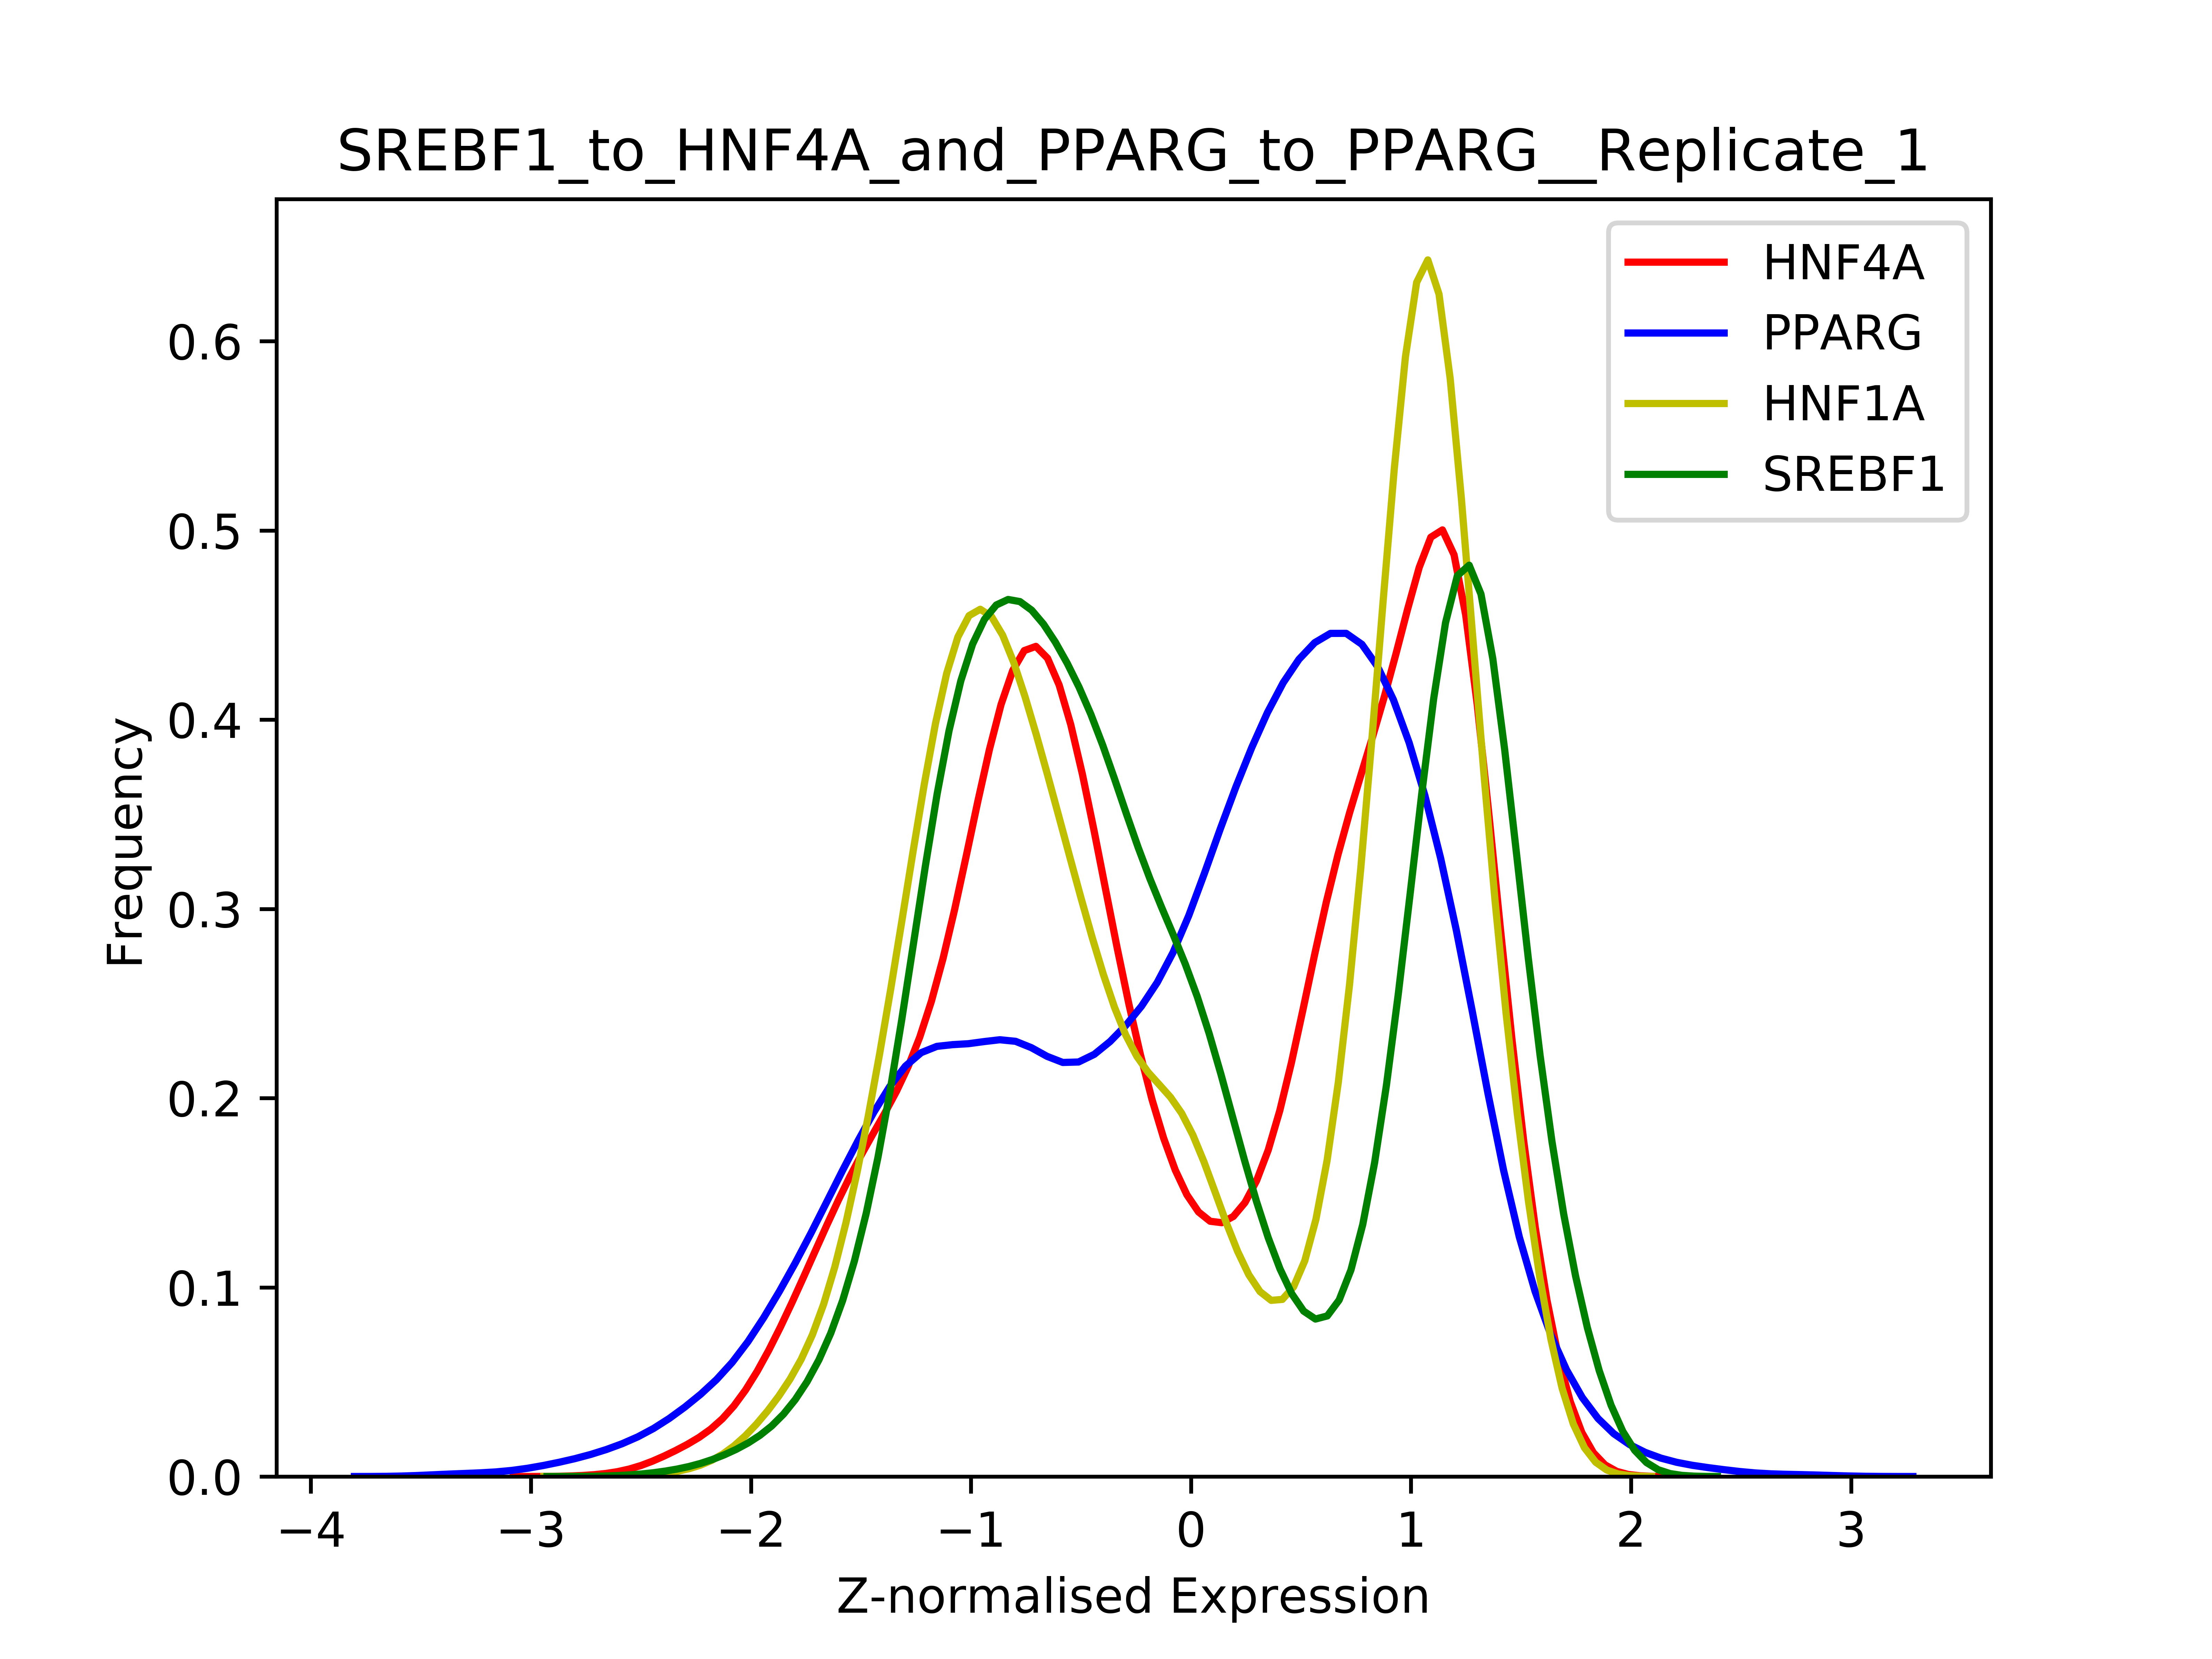 SREBF1_to_HNF4A_and_PPARG_to_PPARG__Replicate_1
HNF4A
PPARG
HNF1A
SREBF1
Frequency
0.6
0.5
0.4
0.3
0.2
0.1
0.0
−4 −3 −2 −1 0 1 2 3
Z-normalised Expression